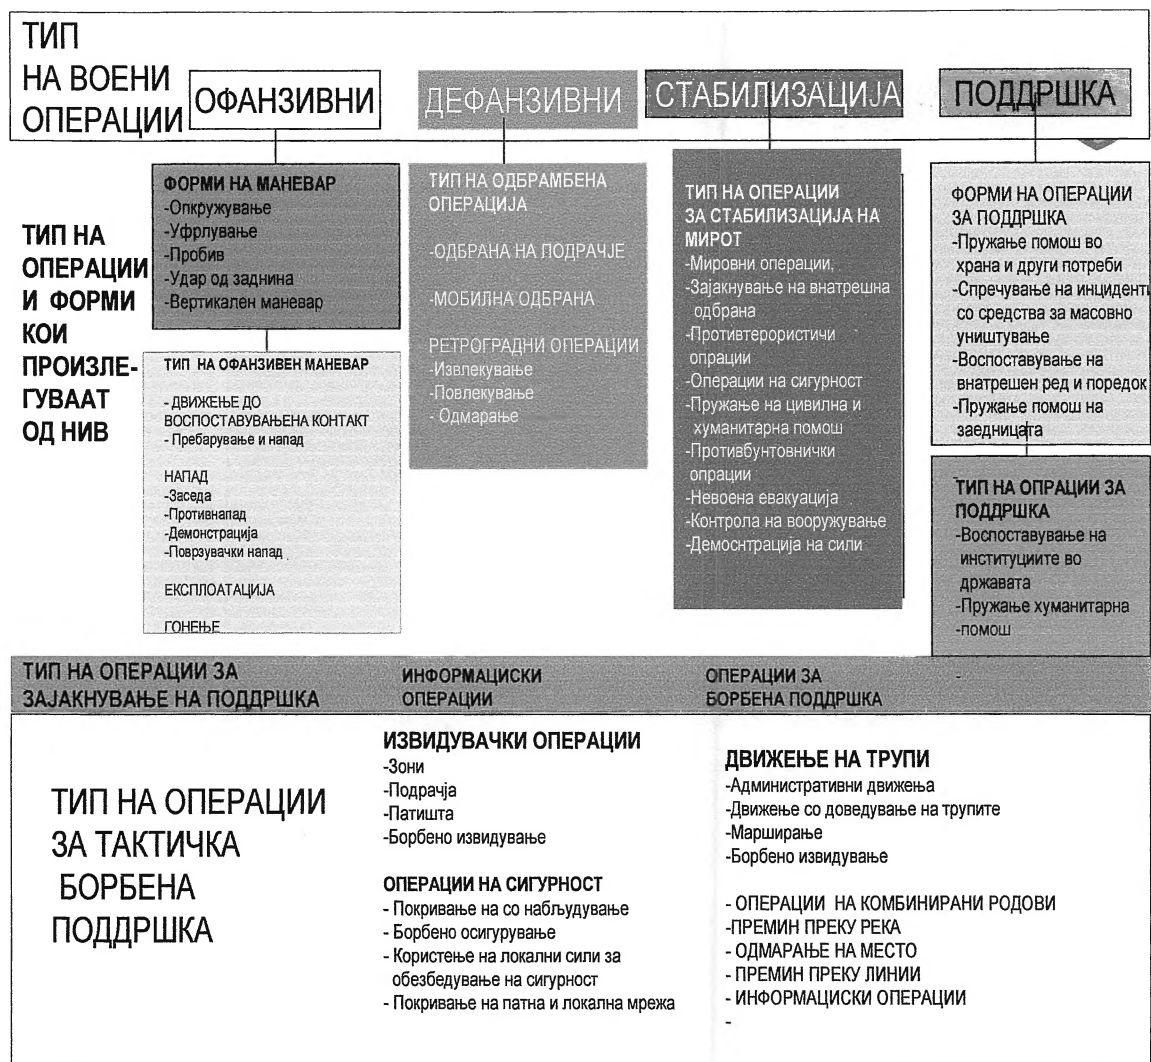 ТИП
НА ВОЕНИ
ОПЕРАЦИИ
ОФАНЗИВНИ
ДЕФАНЗИВНИ
СТАБИЛИЗАЦИЈА
ПОДДРШКА
ТИП НА
ОПЕРАЦИИ
И ФОРМИ
КОИ
ПРОИЗЛЕ-
ГУВААТ
ОД НИВ
ФОРМИ НА МАНЕВАР
-Опкружување
-Уфрлување
-Пробив
-Удар од заднина
-Вертикален маневар
ТИП НА ОФАНЗИВЕН МАНЕВАР
- ДВИЖЕЊЕ ДО
ВОСПОСТАВУВАЊЕНА КОНТАКТ
- Пребарување и напад
НАПАД
-Заседа
-Противнапад
-Демонстрација
-Поврзувачки напад
ЕКСПЛОАТАЦИЈА
ГОНЕЊЕ
ТИП НА ОДБРАМБЕНА
ОПЕРАЦИЈА
-ОДБРАНА НА ПОДРАЧЈЕ
-МОБИЛНА ОДБРАНА
РЕТРОГРАДНИ ОПЕРАЦИИ
-Извлекување
-Повлекување
- Одмарање
ТИП НА ОПЕРАЦИИ
ЗА СТАБИЛИЗАЦИЈА НА
МИРОТ
-Мировни операции,
-Зајакнување на внатрешна
одбрана
-Противтерористичи
опрации
-Операции на сигурност
-Пружање на цивилна и
хуманитарна помош
-Противбунтовнички
опрации
-Невоена евакуација
-Контрола на вооружување
-Демоснтрација на сили
ФОРМИ НА ОПЕРАЦИИ
ЗА ПОДДРШКА
-Пружање помош во
храна и други потреби
-Спречување на инциденти
со средства за масовно
уништување
-Воспоставување на
внатрешен ред и поредок
-Пружање помош на
заедницата
ТИП НА ОПРАЦИИ ЗА
ПОДДРШКА
-Воспоставување на
институциите во
државата
-Пружање хуманитарна
-помош
ТИП НА ОПЕРАЦИИ ЗА
ЗАЈАКНУВАЊЕ НА ПОДДРШКА
ИНФОРМАЦИСКИ
ОПЕРАЦИИ
ОПЕРАЦИИ ЗА
БОРБЕНА ПОДДРШКА
-
ТИП НА ОПЕРАЦИИ
ЗА ТАКТИЧКА
БОРБЕНА
ПОДДРШКА
ИЗВИДУВАЧКИ ОПЕРАЦИИ
-Зони
-Подрачја
-Патишта
-Борбено извидување
ОПЕРАЦИИ НА СИГУРНОСТ
- Покривање на со набљудување
- Борбено осигурување
- Користење на локални сили за
обезбедување на сигурност
- Покривање на патна и локална мрежа
ДВИЖЕЊЕ НА ТРУПИ
-Административни движења
-Движење со доведување на трупите
-Марширање
-Борбено извидување
- ОПЕРАЦИИ НА КОМБИНИРАНИ РОДОВИ
-ПРЕМИН ПРЕКУ РЕКА
- ОДМАРАЊЕ НА МЕСТО
- ПРЕМИН ПРЕКУ ЛИНИИ
- ИНФОРМАЦИСКИ ОПЕРАЦИИ
-